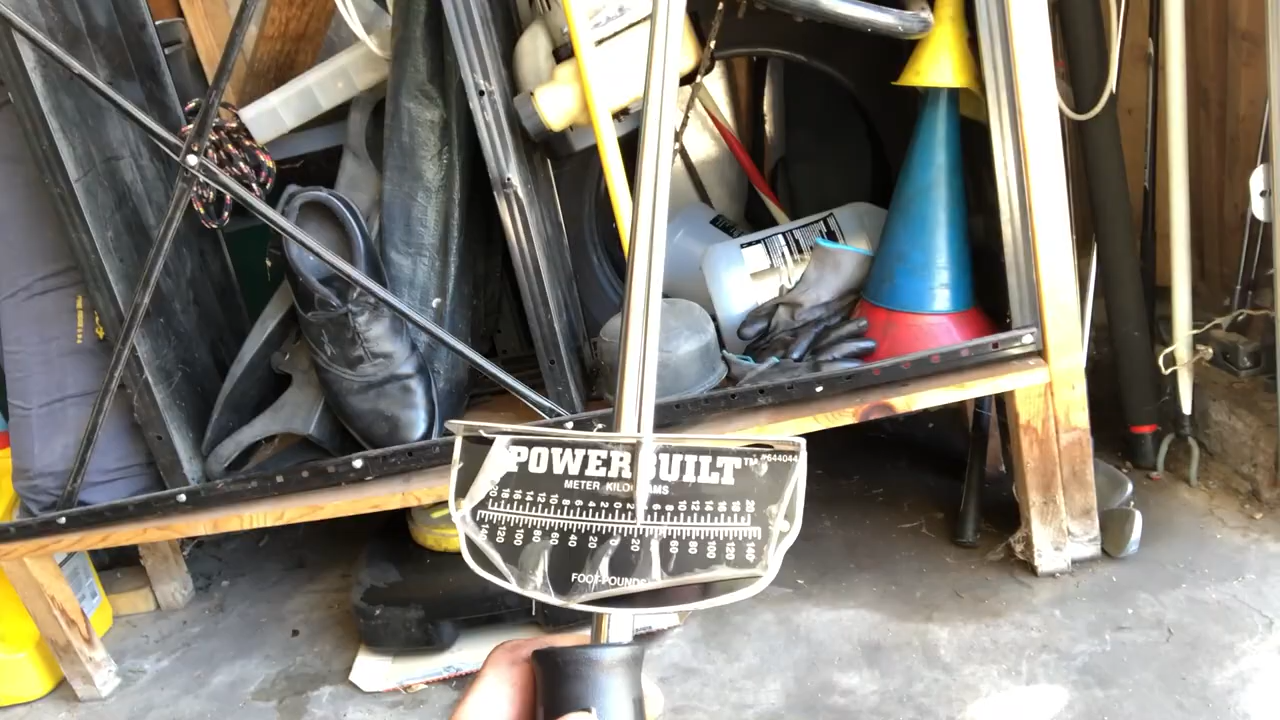 POWERBUILT™ #644044
METER KILOGRAMS
20 18 16 14 12 10 8 6 4 2 0 2 6 8 10 12 14 16 18 20
140 120 100 80 60 40 20 0 20 60 80 100 120 140
FOOT-POUNDS